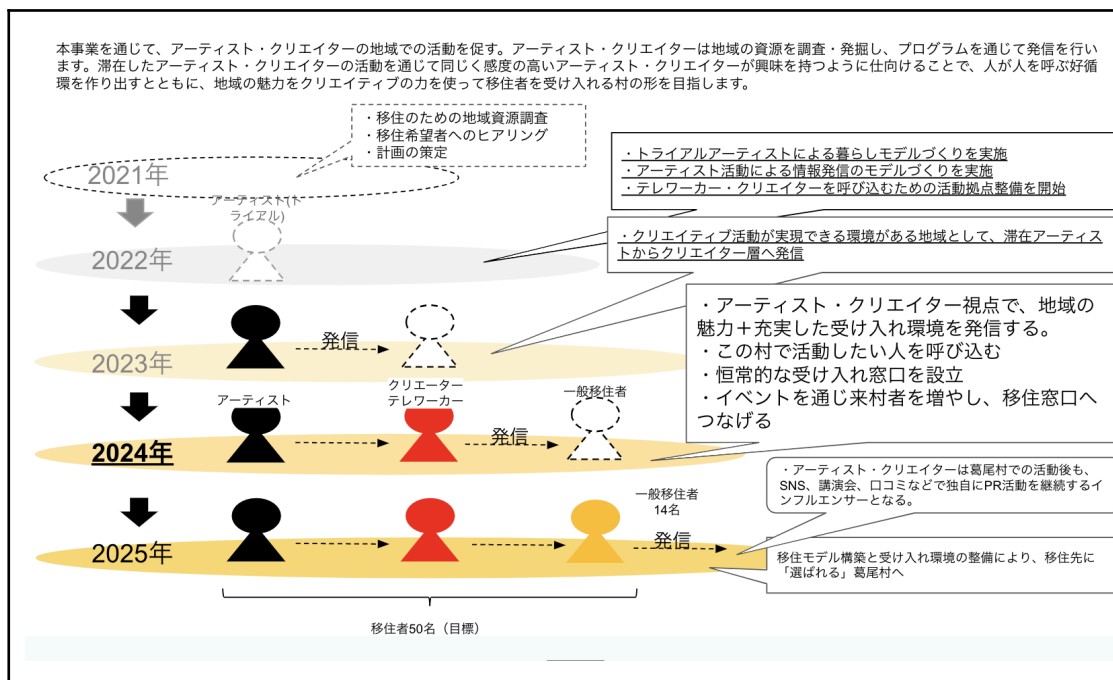 本事業を通じて、アーティスト・クリエイターの地域での活動を促す。アーティスト・クリエイターは地域の資源を調査・発掘し、プログラムを通じて発信を行い
ます。滞在したアーティスト・クリエイターの活動を通じて同じく感度の高いアーティスト・クリエイターが興味を持つように仕向けることで、人が人を呼ぶ好循
環を作り出すとともに、地域の魅力をクリエイティブの力を使って移住者を受け入れる村の形を目指します。
・移住のための地域資源調査
・移住希望者へのヒアリング
・計画の策定
2021年
・トライアルアーティストによる暮らしモデルづくりを実施
・アーティスト活動による情報発信のモデルづくりを実施
・テレワーカー・クリエイターを呼び込むための活動拠点整備を開始
アーティスト(ト
ライアル)
2022年
・クリエイティブ活動が実現できる環境がある地域として、滞在アーティ
ストからクリエイター層へ発信
2023年
発信
・アーティスト・クリエイター視点で、地域の
魅力＋充実した受け入れ環境を発信する。
・この村で活動したい人を呼び込む
・恒常的な受け入れ窓口を設立
・イベントを通じ来村者を増やし、移住窓口へ
つなげる
2024年
アーティスト
クリエーター
テレワーカー
発信
一般移住者
・アーティスト・クリエイターは葛尾村での活動後も、
SNS、講演会、口コミなどで独自にPR活動を継続するイ
ンフルエンサーとなる。
2025年
一般移住者
14名
発信
移住モデル構築と受け入れ環境の整備により、移住先に
「選ばれる」葛尾村へ
移住者50名（目標）